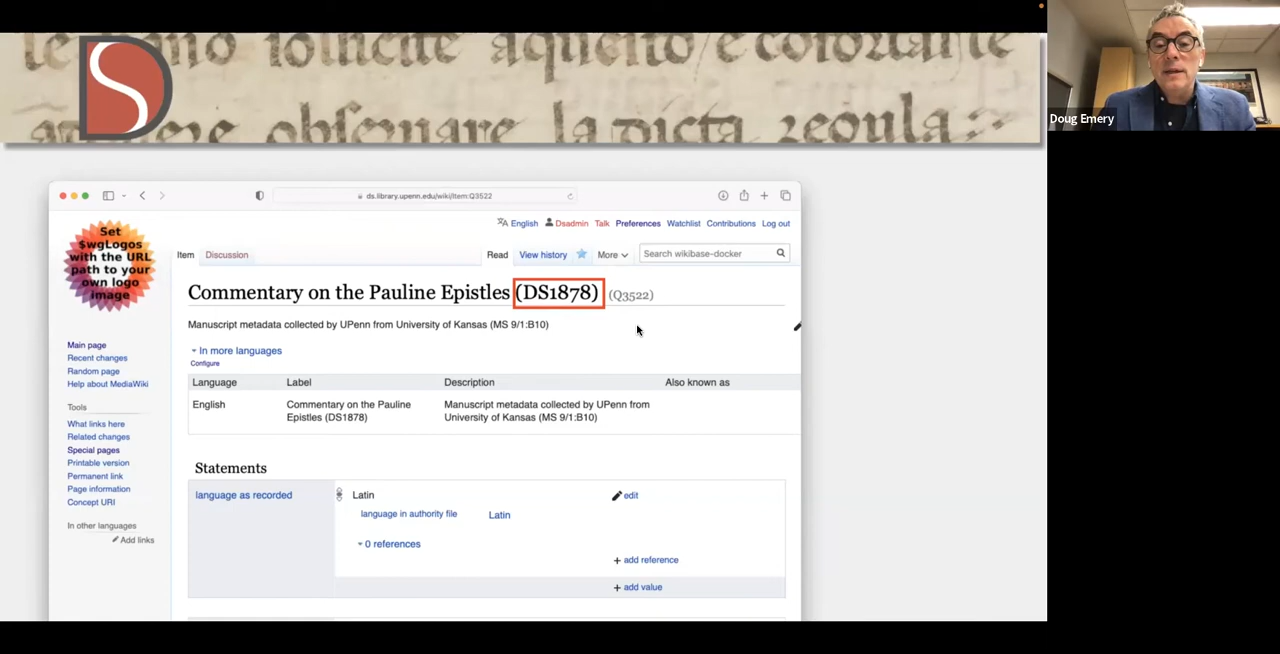 le
aquetto
DS
Doug Emery
ds.library.upenn.edu/wiki/Item:Q3522
Set
$wgLogos
with the URL
path to your
own logo
image
English Dsadmin Talk Preferences Watchlist Contributions Log out
Item Discussion Read View history More Search wikibase-docker
Commentary on the Pauline Epistles (DS1878) (Q3522)
Manuscript metadata collected by UPenn from University of Kansas (MS 9/1:B10)
In more languages
Configure
Language Label Description Also known as
English Commentary on the Pauline Manuscript metadata collected by UPenn from
Epistles (DS1878) University of Kansas (MS 9/1:B10)
Main page
Recent changes
Random page
Help about MediaWiki
Tools
What links here
Related changes
Special pages
Printable version
Permanent link
Page information
Concept URI
In other languages
Add links
Statements
language as recorded Latin edit
language in authority file Latin
0 references
+ add reference
+ add value